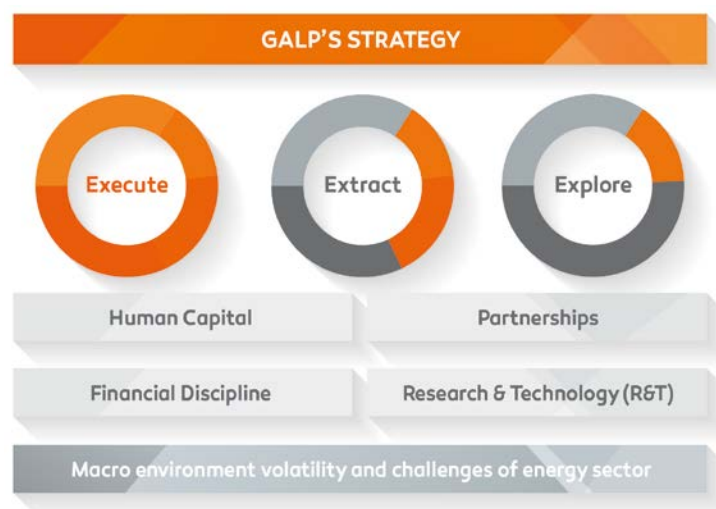 GALP'S STRATEGY
Execute
Extract
Explore
Human Capital
Partnerships
Financial Discipline
Research & Technology (R&T)
Macro environment volatility and challenges of energy sector